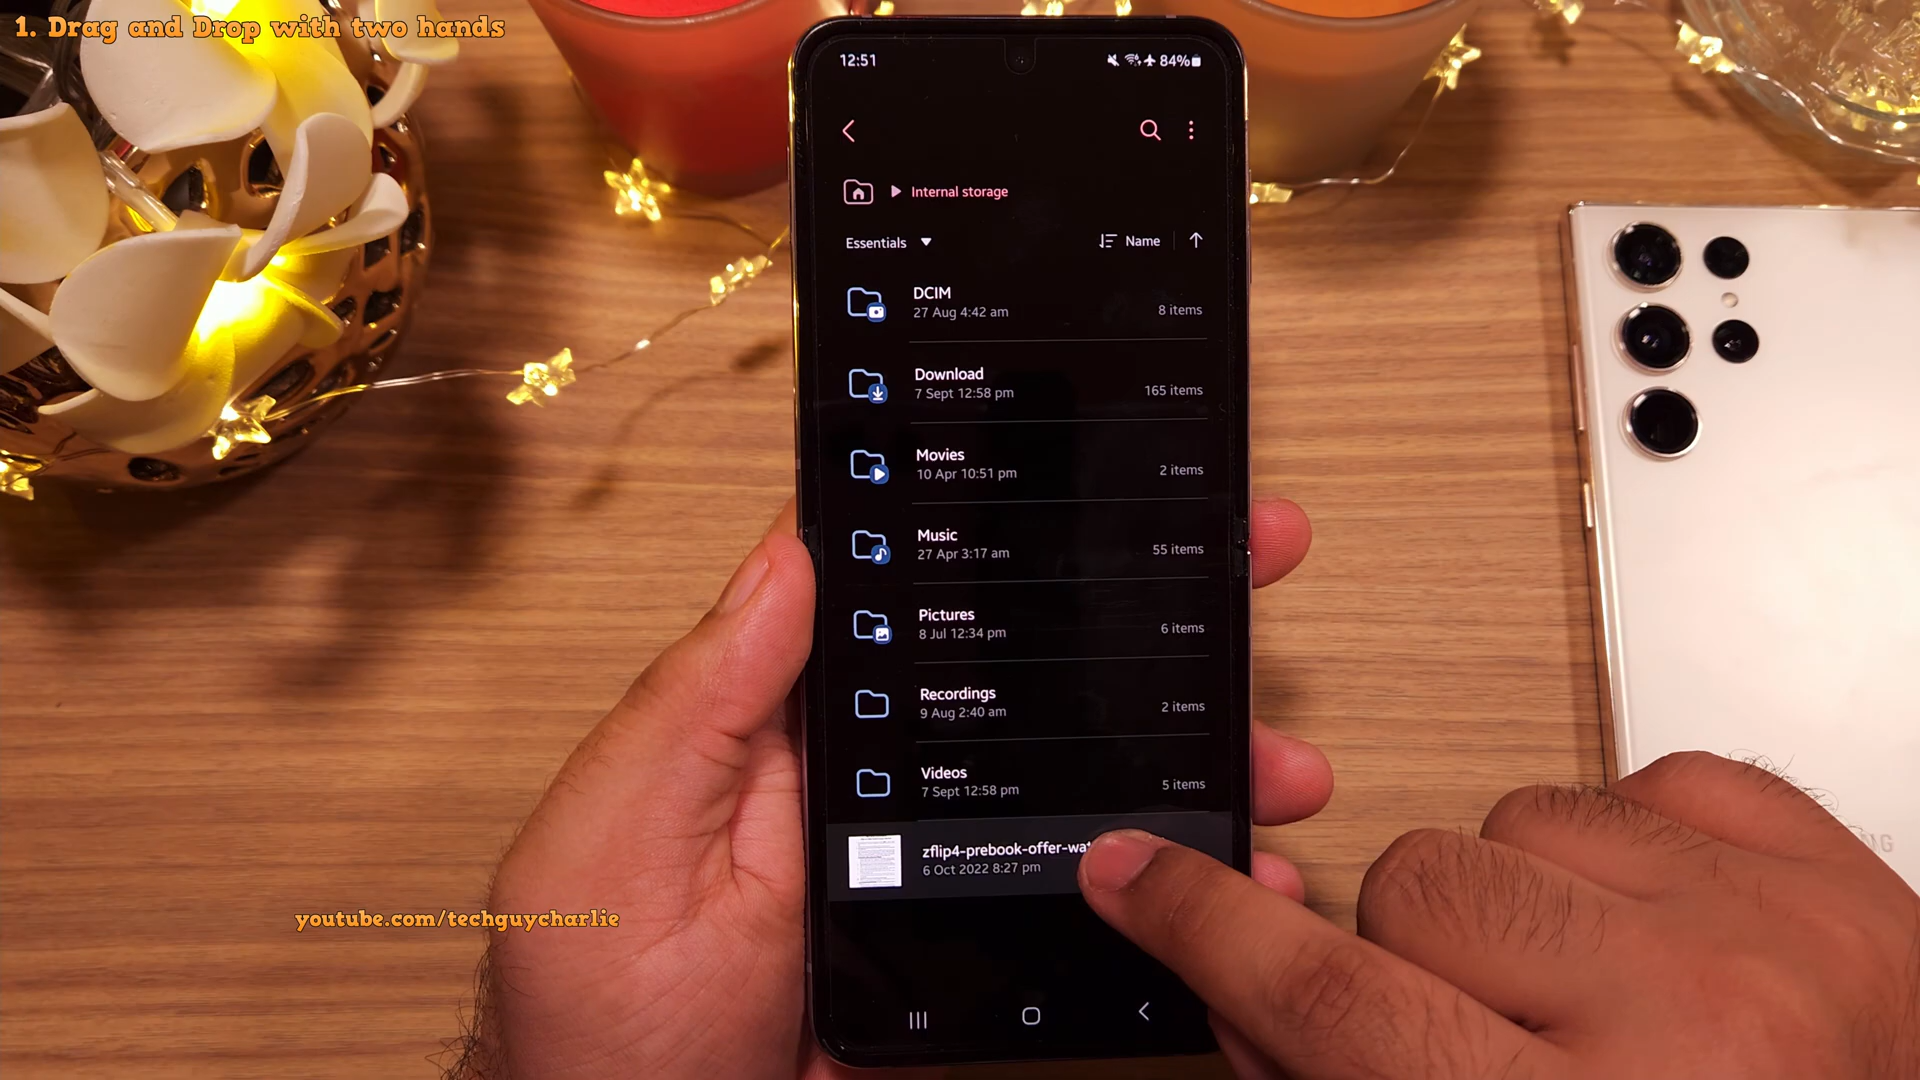 1. Drag and Drop with two hands
12:51
84%
Internal storage
Essentials
Name
DCIM
27 Aug 4:42 am
8 items
Download
7 Sept 12:58 pm
165 items
Movies
10 Apr 10:51 pm
2 items
Music
27 Apr 3:17 am
55 items
Pictures
8 Jul 12:34 pm
6 items
Recordings
9 Aug 2:40 am
2 items
Videos
7 Sept 12:58 pm
5 items
zflip4-prebook-offer-wat
6 Oct 2022 8:27 pm
youtube.com/techguycharlie